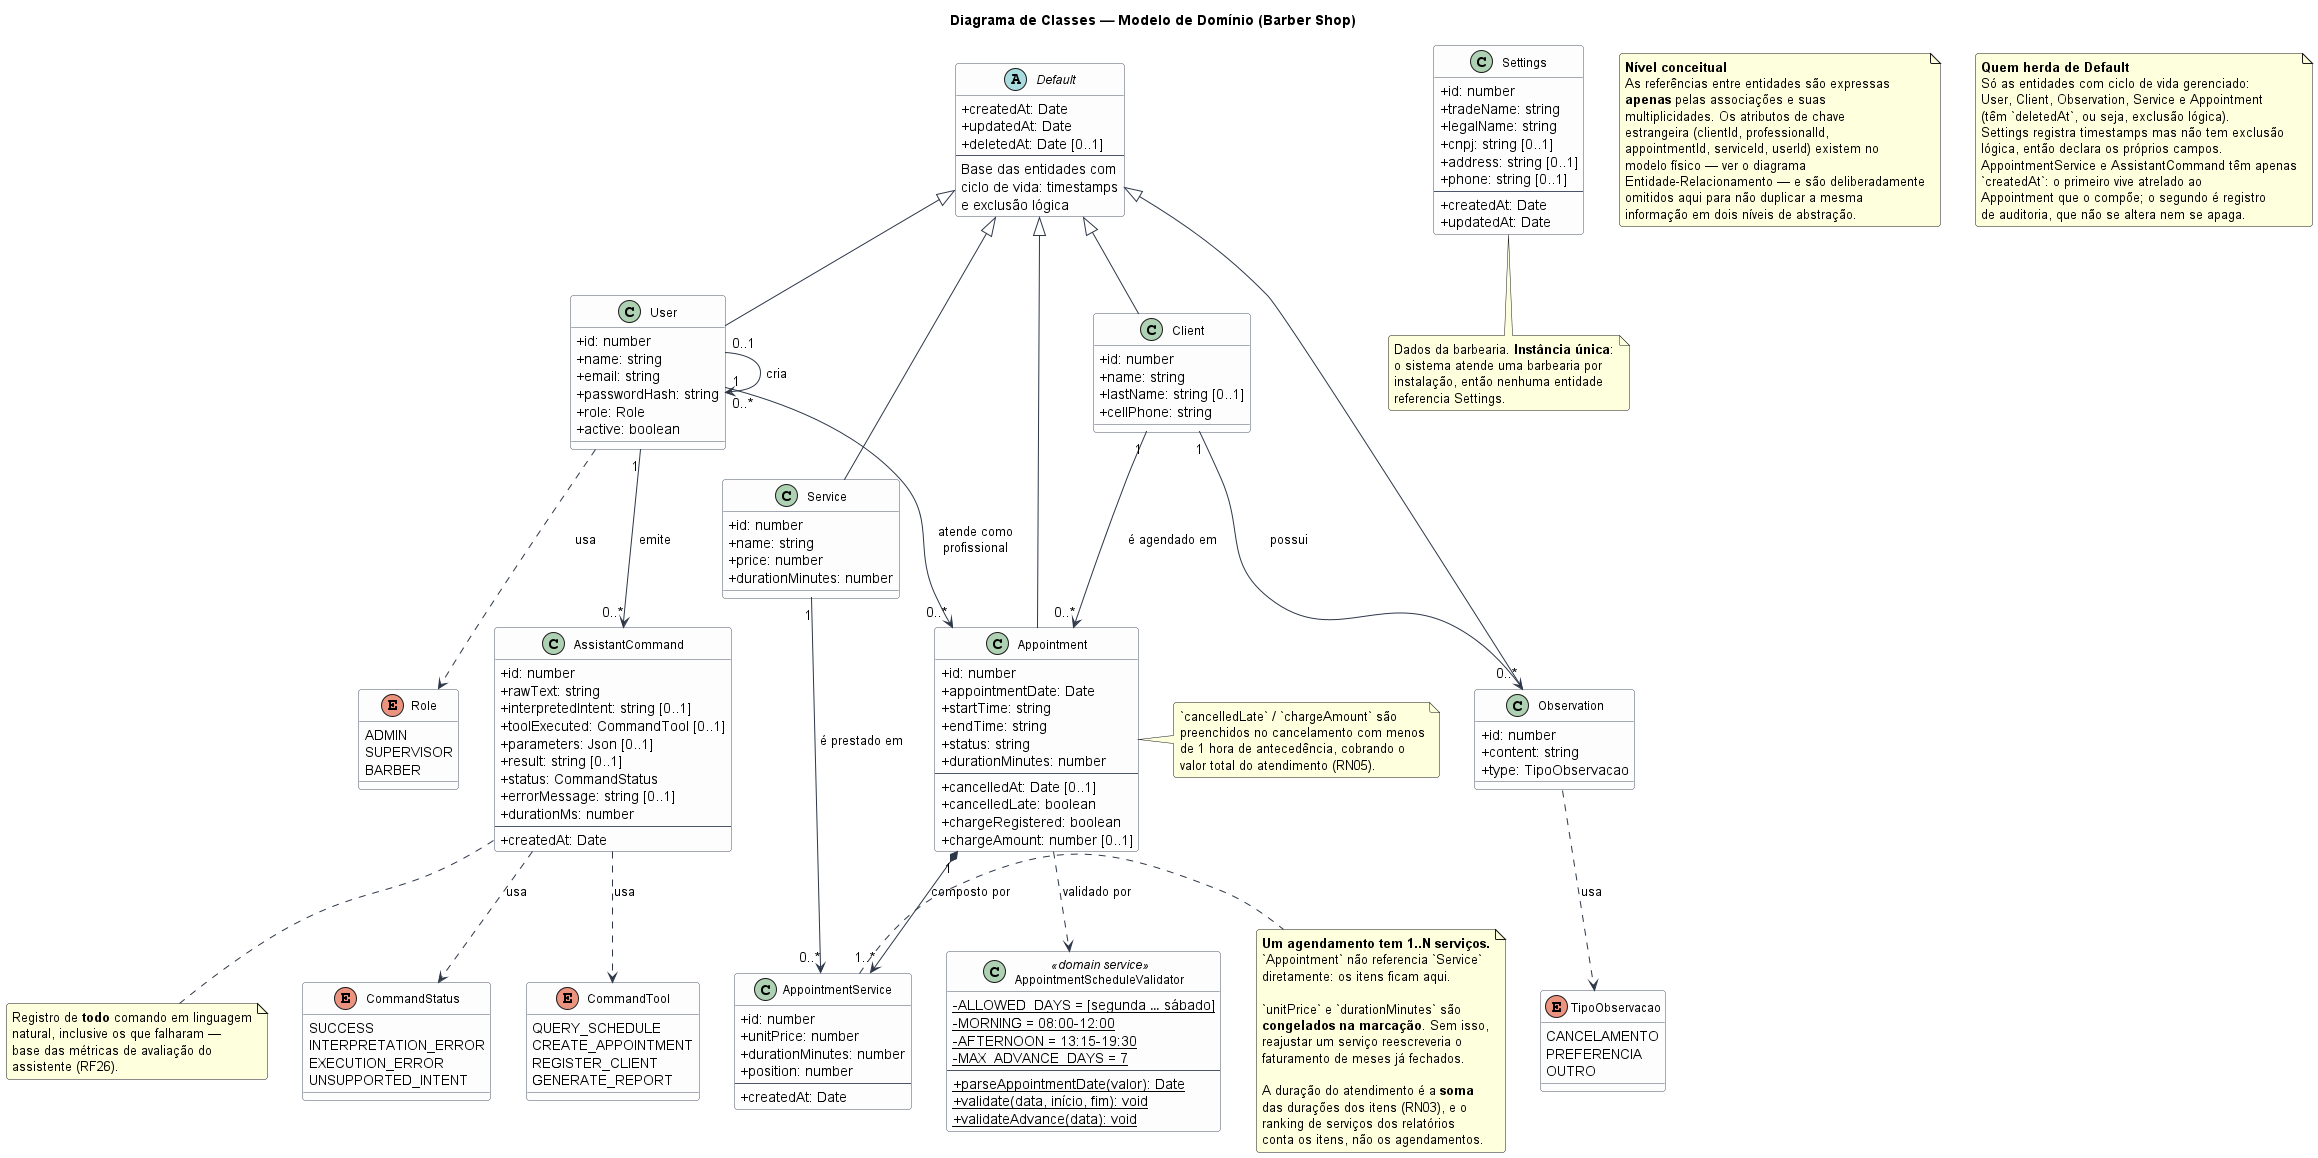 Diagrama de Classes — Modelo de Domínio (Barber Shop)
A Default
+createdAt: Date
+updatedAt: Date
+deletedAt: Date [0..1]
Base das entidades com
ciclo de vida: timestamps
e exclusão lógica
C Settings
+id: number
+tradeName: string
+legalName: string
+cnpj: string [0..1]
+address: string [0..1]
+phone: string [0..1]
+createdAt: Date
+updatedAt: Date
Nível conceitual
As referências entre entidades são expressas
apenas pelas associações e suas
multiplicidades. Os atributos de chave
estrangeira (clientId, professionalId,
appointmentId, serviceId, userId) existem no
modelo físico — ver o diagrama
Entidade-Relacionamento — e são deliberadamente
omitidos aqui para não duplicar a mesma
informação em dois níveis de abstração.
Quem herda de Default
Só as entidades com ciclo de vida gerenciado:
User, Client, Observation, Service e Appointment
(têm `deletedAt`, ou seja, exclusão lógica).
Settings registra timestamps mas não tem exclusão
lógica, então declara os próprios campos.
AppointmentService e AssistantCommand têm apenas
`createdAt`: o primeiro vive atrelado ao
Appointment que o compõe; o segundo é registro
de auditoria, que não se altera nem se apaga.
C User
+id: number
+name: string
+email: string
+passwordHash: string
+role: Role
+active: boolean
0..1
cria
1
0..*
C Client
+id: number
+name: string
+lastName: string [0..1]
+cellPhone: string
Dados da barbearia. Instância única:
o sistema atende uma barbearia por
instalação, então nenhuma entidade
referencia Settings.
1
1
1
C Service
+id: number
+name: string
+price: number
+durationMinutes: number
usa
emite
atende como
profissional
é agendado em
possui
0..*
1
0..*
0..*
0..*
C AssistantCommand
+id: number
+rawText: string
+interpretedIntent: string [0..1]
+toolExecuted: CommandTool [0..1]
+parameters: Json [0..1]
+result: string [0..1]
+status: CommandStatus
+errorMessage: string [0..1]
+durationMs: number
+createdAt: Date
E Role
ADMIN
SUPERVISOR
BARBER
é prestado em
C Appointment
+id: number
+appointmentDate: Date
+startTime: string
+endTime: string
+status: string
+durationMinutes: number
+cancelledAt: Date [0..1]
+cancelledLate: boolean
+chargeRegistered: boolean
+chargeAmount: number [0..1]
`cancelledLate` / `chargeAmount` são
preenchidos no cancelamento com menos
de 1 hora de antecedência, cobrando o
valor total do atendimento (RN05).
C Observation
+id: number
+content: string
+type: TipoObservacao
1
usa
usa
composto por
validado por
usa
0..*
1..*
Registro de todo comando em linguagem
natural, inclusive os que falharam —
base das métricas de avaliação do
assistente (RF26).
E CommandStatus
SUCCESS
INTERPRETATION_ERROR
EXECUTION_ERROR
UNSUPPORTED_INTENT
E CommandTool
QUERY_SCHEDULE
CREATE_APPOINTMENT
REGISTER_CLIENT
GENERATE_REPORT
C AppointmentService
+id: number
+unitPrice: number
+durationMinutes: number
+position: number
+createdAt: Date
«domain service»
C AppointmentScheduleValidator
-ALLOWED_DAYS = [segunda ... sábado]
-MORNING = 08:00-12:00
-AFTERNOON = 13:15-19:30
-MAX_ADVANCE_DAYS = 7
+parseAppointmentDate(valor): Date
+validate(data, início, fim): void
+validateAdvance(data): void
Um agendamento tem 1..N serviços.
`Appointment` não referencia `Service`
diretamente: os itens ficam aqui.
`unitPrice` e `durationMinutes` são
congelados na marcação. Sem isso,
reajustar um serviço reescreveria o
faturamento de meses já fechados.
A duração do atendimento é a soma
das durações dos itens (RN03), e o
ranking de serviços dos relatórios
conta os itens, não os agendamentos.
E TipoObservacao
CANCELAMENTO
PREFERENCIA
OUTRO